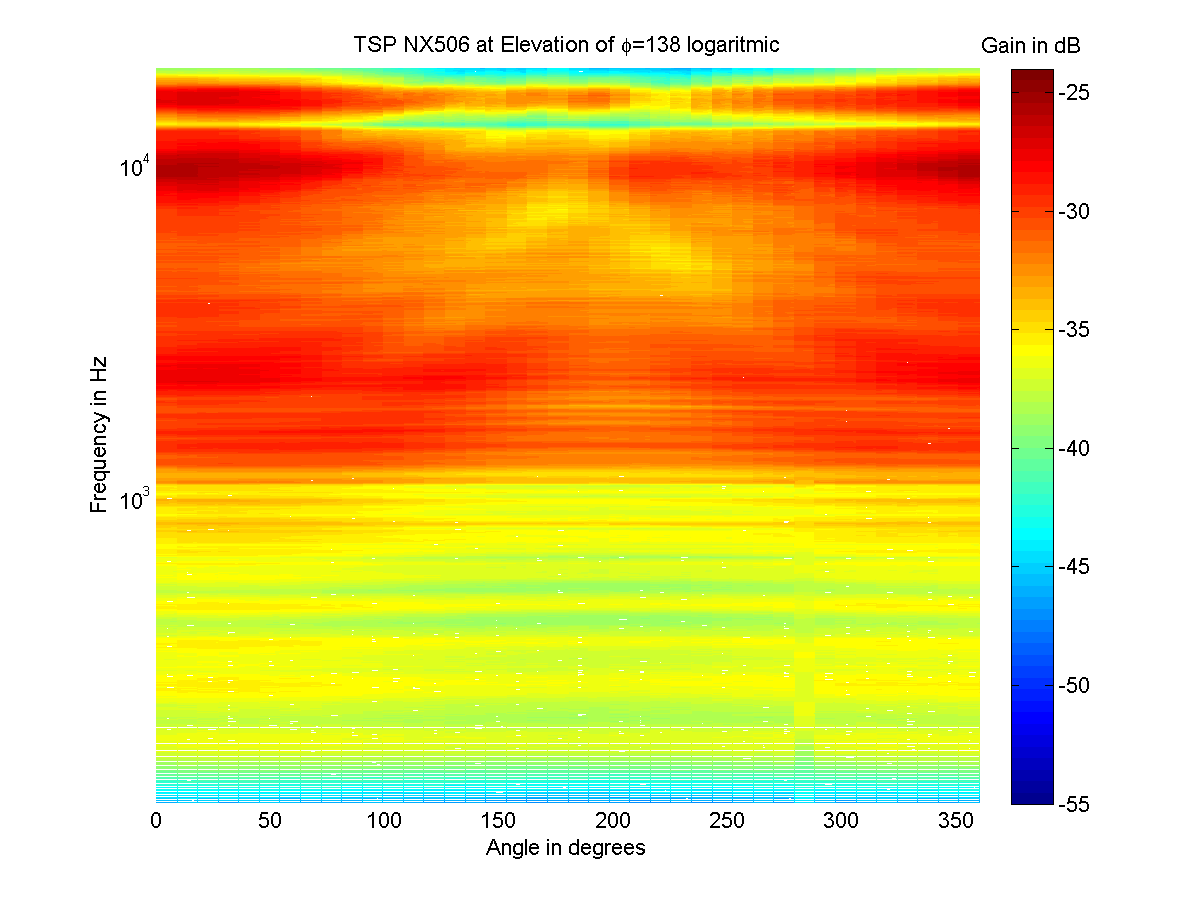 TSP NX506 at Elevation of ϕ=138 logaritmic
Gain in dB
-25
-30
-35
-40
-45
-50
-55
10^4
10^3
Frequency in Hz
0 50 100 150 200 250 300 350
Angle in degrees